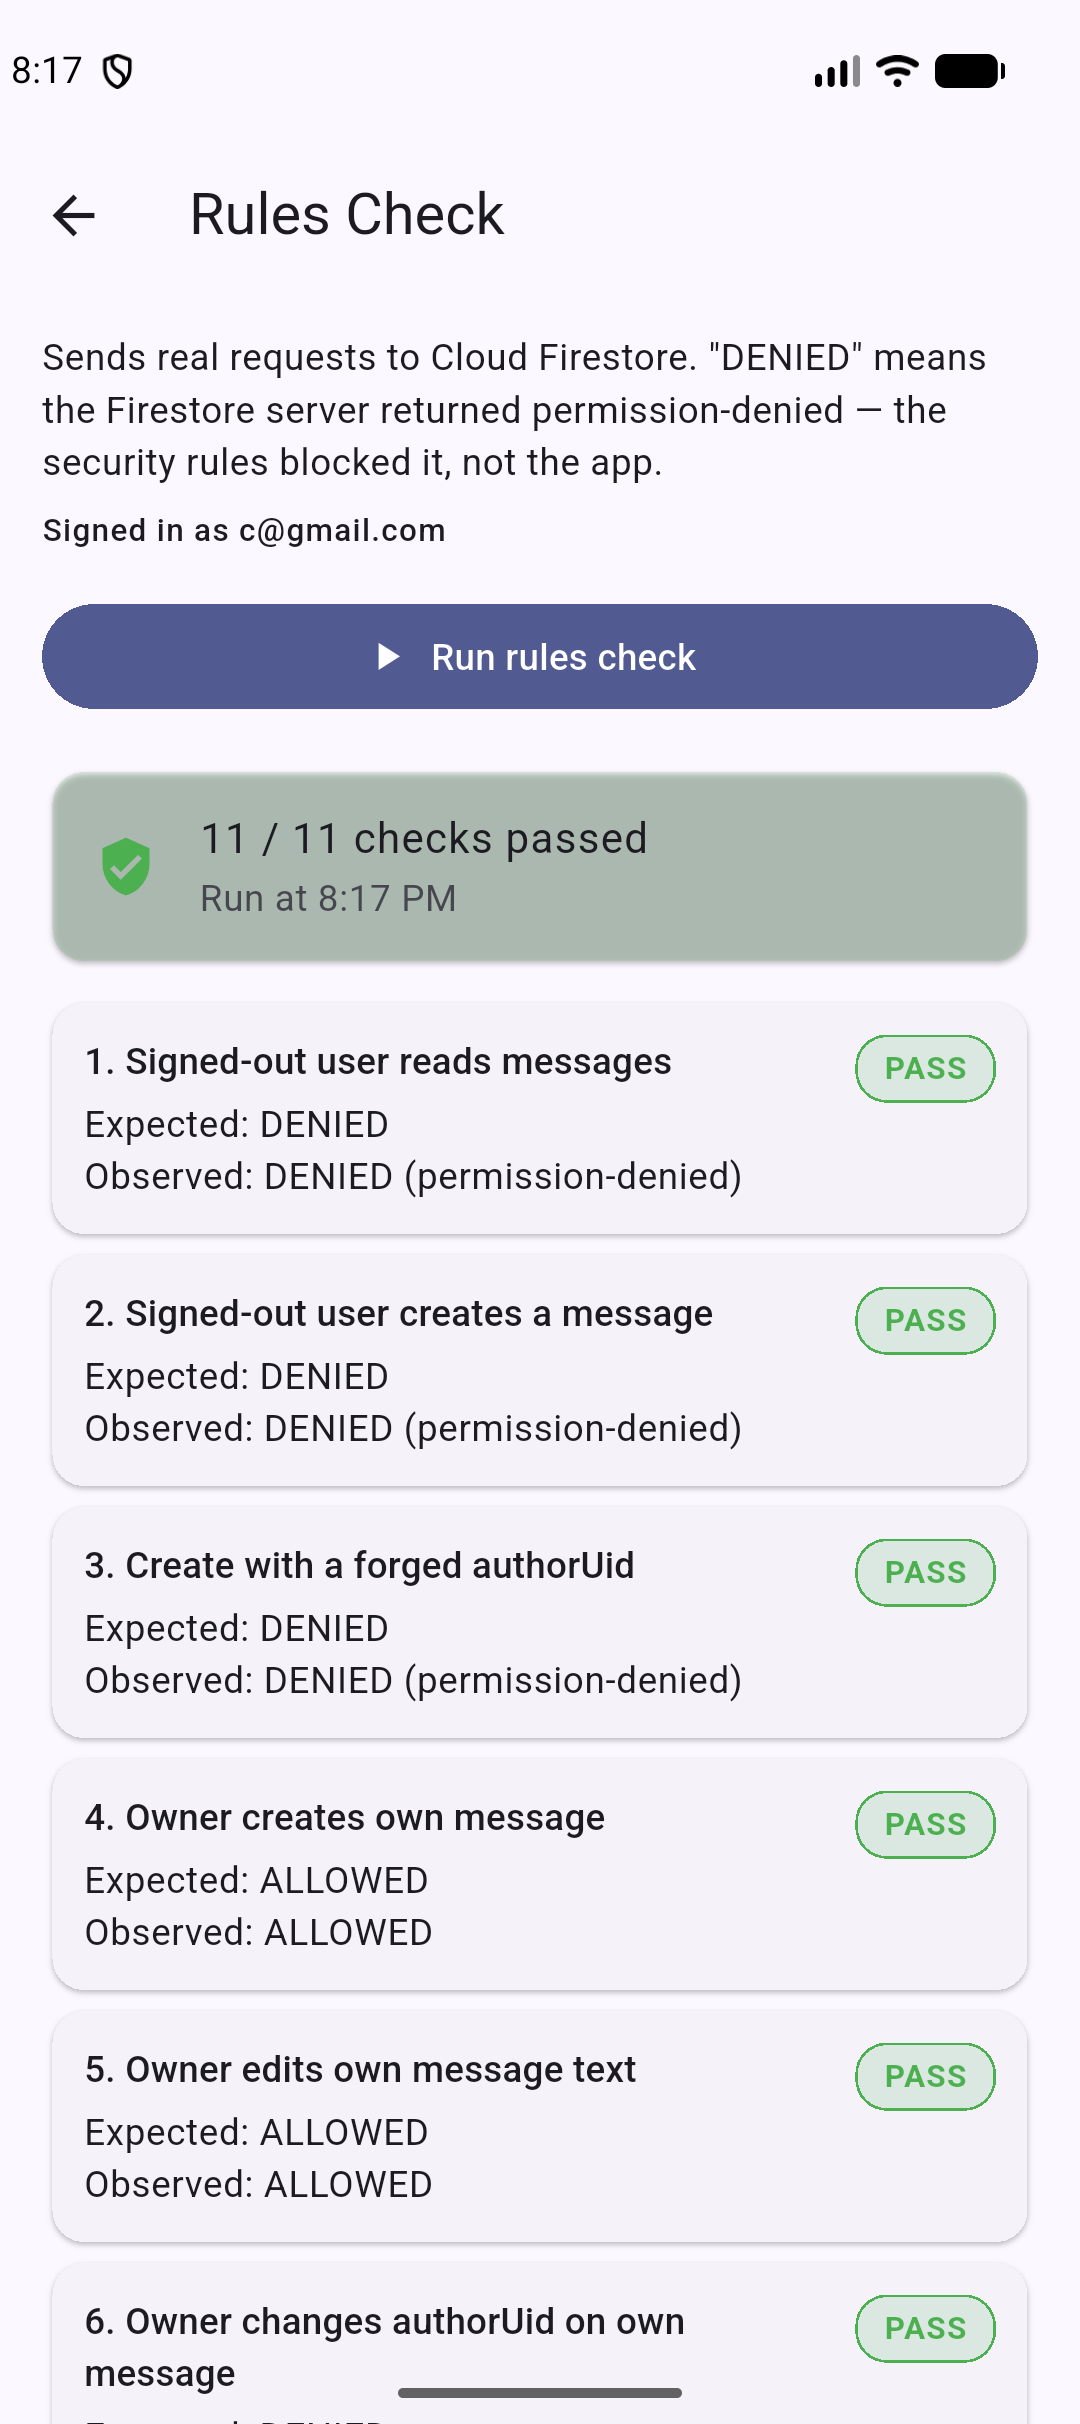 8:17
Rules Check
Sends real requests to Cloud Firestore. "DENIED" means
the Firestore server returned permission-denied — the
security rules blocked it, not the app.
Signed in as c@gmail.com
Run rules check
11 / 11 checks passed
Run at 8:17 PM
1. Signed-out user reads messages
PASS
Expected: DENIED
Observed: DENIED (permission-denied)
2. Signed-out user creates a message
PASS
Expected: DENIED
Observed: DENIED (permission-denied)
3. Create with a forged authorUid
PASS
Expected: DENIED
Observed: DENIED (permission-denied)
4. Owner creates own message
PASS
Expected: ALLOWED
Observed: ALLOWED
5. Owner edits own message text
PASS
Expected: ALLOWED
Observed: ALLOWED
6. Owner changes authorUid on own
message
PASS